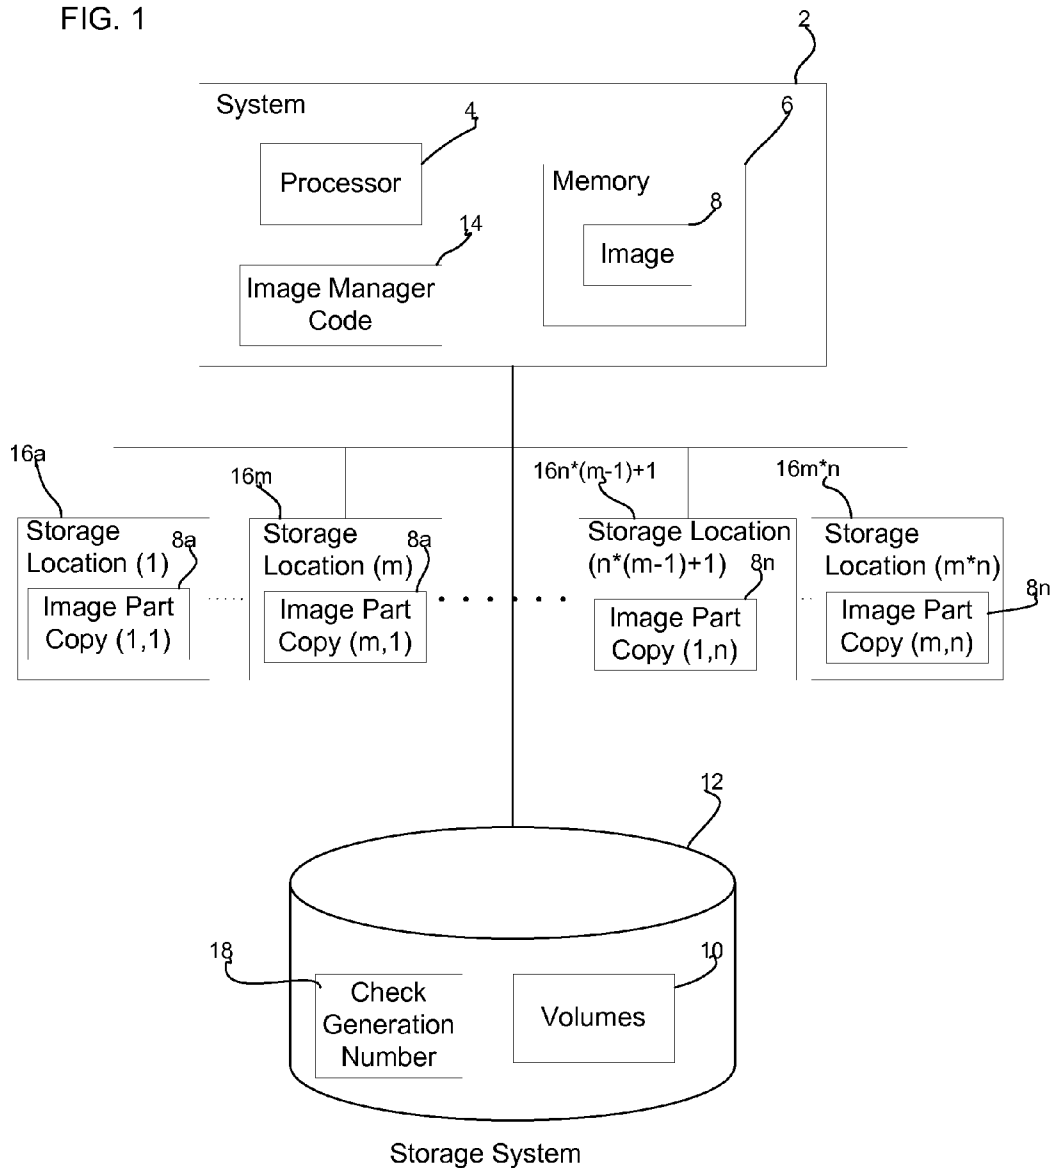 FIG. 1
2
System
4
6
Processor
Memory
8
Image
14
Image Manager
Code
16a
16m
16n*(m-1)+1
16m*n
Storage
Location (1)
8a
Image Part
Copy (1,1)
Storage
Location (m)
8a
Image Part
Copy (m,1)
Storage Location
(n*(m-1)+1)
8n
Image Part
Copy (1,n)
Storage
Location (m*n)
8n
Image Part
Copy (m,n)
12
18
10
Check
Generation
Number
Volumes
Storage System